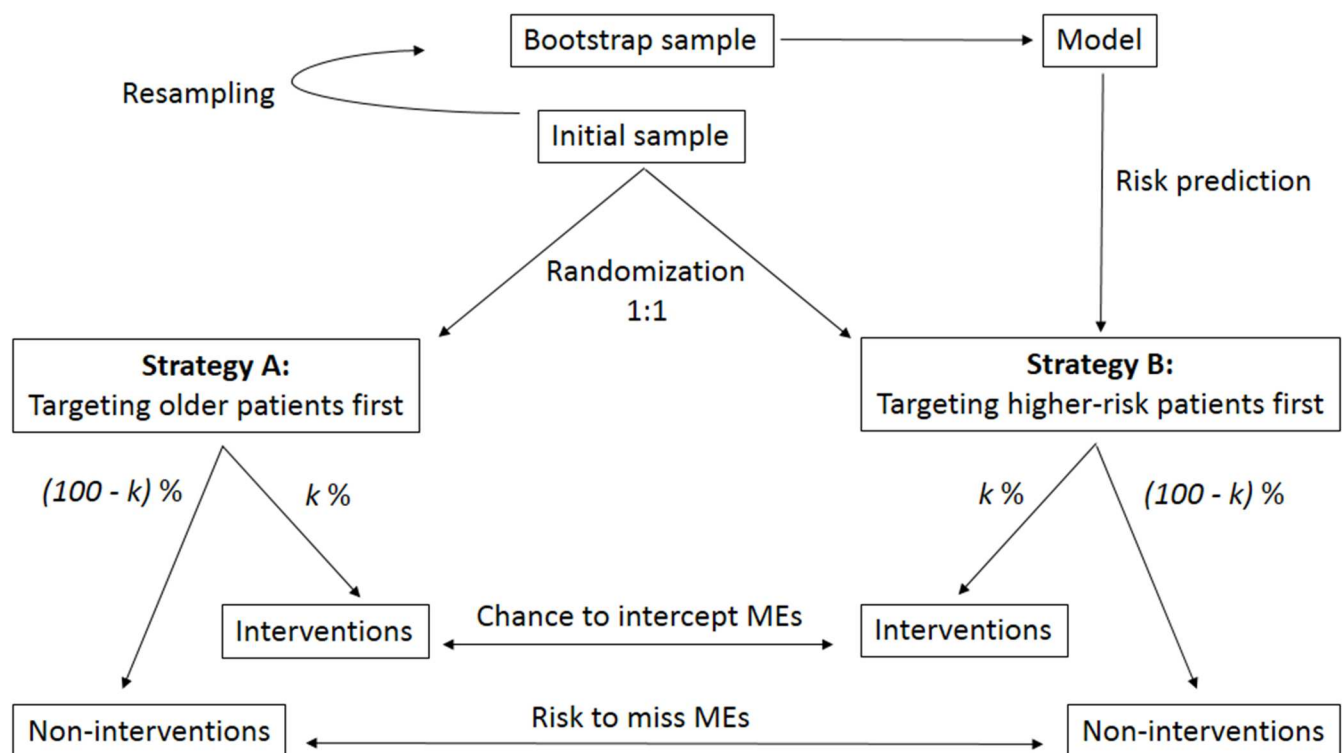 Bootstrap sample
Model
Resampling
Initial sample
Risk prediction
Randomization
1:1
Strategy A:
Targeting older patients first
Strategy B:
Targeting higher-risk patients first
(100 - k) %
k %
k %
(100 - k) %
Interventions
Chance to intercept MEs
Interventions
Non-interventions
Risk to miss MEs
Non-interventions